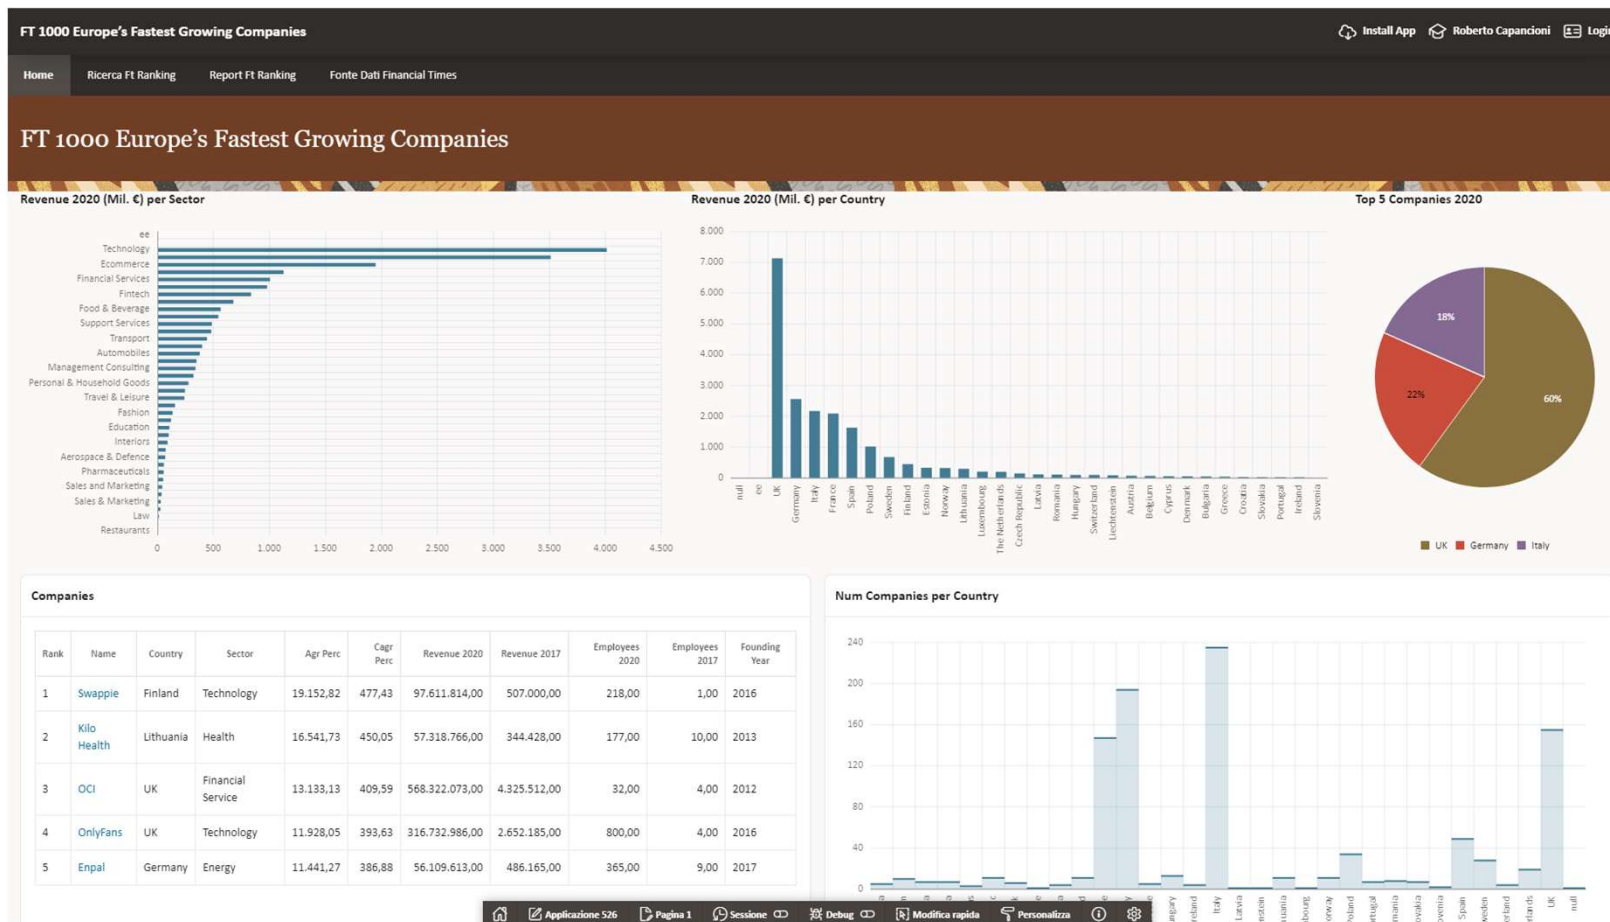 FT 1000 Europe’s Fastest Growing Companies
Install App
Roberto Capancioni
Home
Ricerca Ft Ranking
Report Ft Ranking
Fonte Dati Financial Times
FT 1000 Europe’s Fastest Growing Companies
Revenue 2020 (Mil. €) per Sector
ee
Technology
Ecommerce
Financial Services
Fintech
Food & Beverage
Support Services
Transport
Automobiles
Management Consulting
Personal & Household Goods
Travel & Leisure
Fashion
Education
Interiors
Aerospace & Defence
Pharmaceuticals
Sales and Marketing
Sales & Marketing
Law
Restaurants
0 500 1.000 1.500 2.000 2.500 3.000 3.500 4.000 4.500
Revenue 2020 (Mil. €) per Country
8.000
7.000
6.000
5.000
4.000
3.000
2.000
1.000
0
null
ee
UK
Germany
Italy
France
Spain
Poland
Sweden
Finland
Estonia
Norway
Lithuania
Luxembourg
The Netherlands
Czech Republic
Latvia
Romania
Hungary
Switzerland
Liechtenstein
Austria
Belgium
Cyprus
Denmark
Bulgaria
Greece
Croatia
Slovakia
Portugal
Ireland
Slovenia
Top 5 Companies 2020
18%
22%
60%
UK Germany Italy
Companies
Rank Name Country Sector Agr Perc Cagr Perc Revenue 2020 Revenue 2017 Employees 2020 Employees 2017 Founding Year
1 Swappie Finland Technology 19.152,82 477,43 97.611.814,00 507.000,00 218,00 1,00 2016
2 Kilo Health Lithuania Health 16.541,73 450,05 57.318.766,00 344.428,00 177,00 10,00 2013
3 OCI UK Financial Service 13.133,13 409,59 568.322.073,00 4.325.512,00 32,00 4,00 2012
4 OnlyFans UK Technology 11.928,05 393,63 316.732.986,00 2.652.185,00 800,00 4,00 2016
5 Enpal Germany Energy 11.441,27 386,88 56.109.613,00 486.165,00 365,00 9,00 2017
Num Companies per Country
240
200
160
120
80
40
0
Italy
Latvia
UK
null
Spain
Applicazione 526
Pagina 1
Sessione
Debug
Modifica rapida
Personalizza